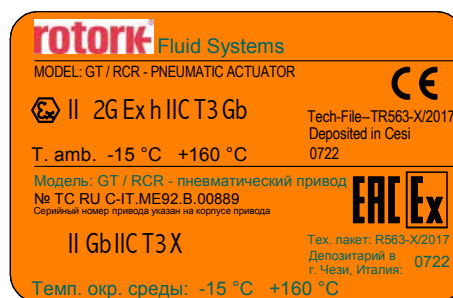 rotork Fluid Systems
MODEL: GT / RCR - PNEUMATIC ACTUATOR
CE
Ex II 2G Ex h IIC T3 Gb
Tech-File--TR563-X/2017
Deposited in Cesi
0722
T. amb. -15 °C +160 °C
Модель: GT / RCR - пневматический привод
№ TC RU C-IT.ME92.B.00889
Серийный номер привода указан на корпусе привода
EAC Ex
II Gb IIC T3 X
Тех. пакет: R563-X/2017
Депозитарий в
г. Чези, Италия: 0722
Темп. окр. среды: -15 °C +160 °C